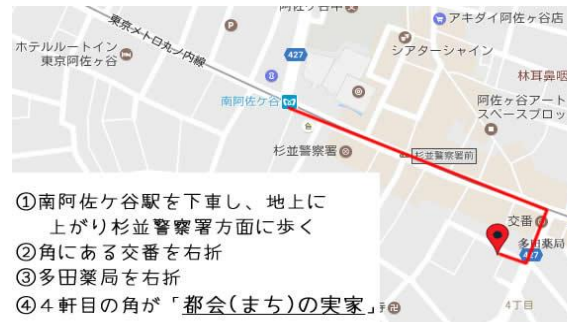 アキダイ阿佐ヶ谷店
P
東京メトロ丸ノ内線
シアターシャイン
ホテルルートイン
東京阿佐ヶ谷
427
林耳鼻咽
南阿佐ケ谷
阿佐ヶ谷アート
スペースプロッ
杉並警察署
杉並警察署前
①南阿佐ケ谷駅を下車し、地上に
上がり杉並警察署方面に歩く
②角にある交番を右折
③多田薬局を右折
④4軒目の角が「都会(まち)の実家」
交番
多田薬局
427
4丁目